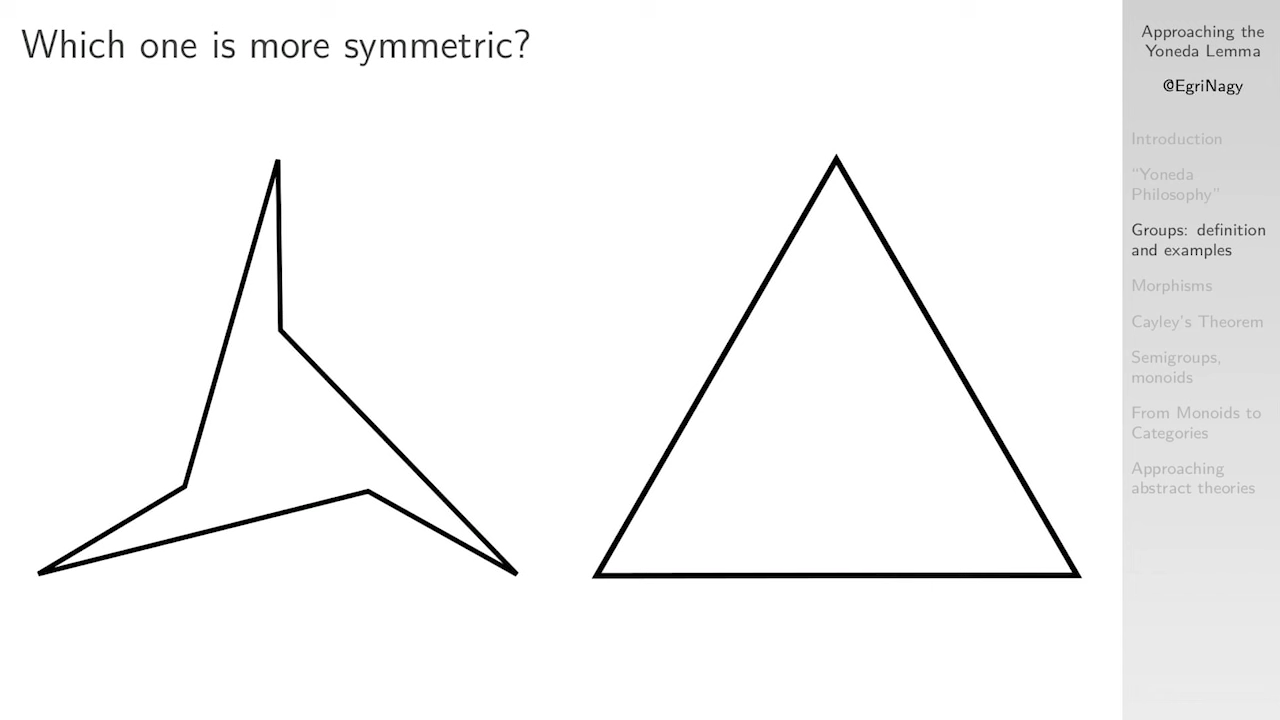 Which one is more symmetric?
Approaching the
Yoneda Lemma
@EgriNagy
Introduction
“Yoneda
Philosophy”
Groups: definition
and examples
Morphisms
Cayley's Theorem
Semigroups,
monoids
From Monoids to
Categories
Approaching
abstract theories